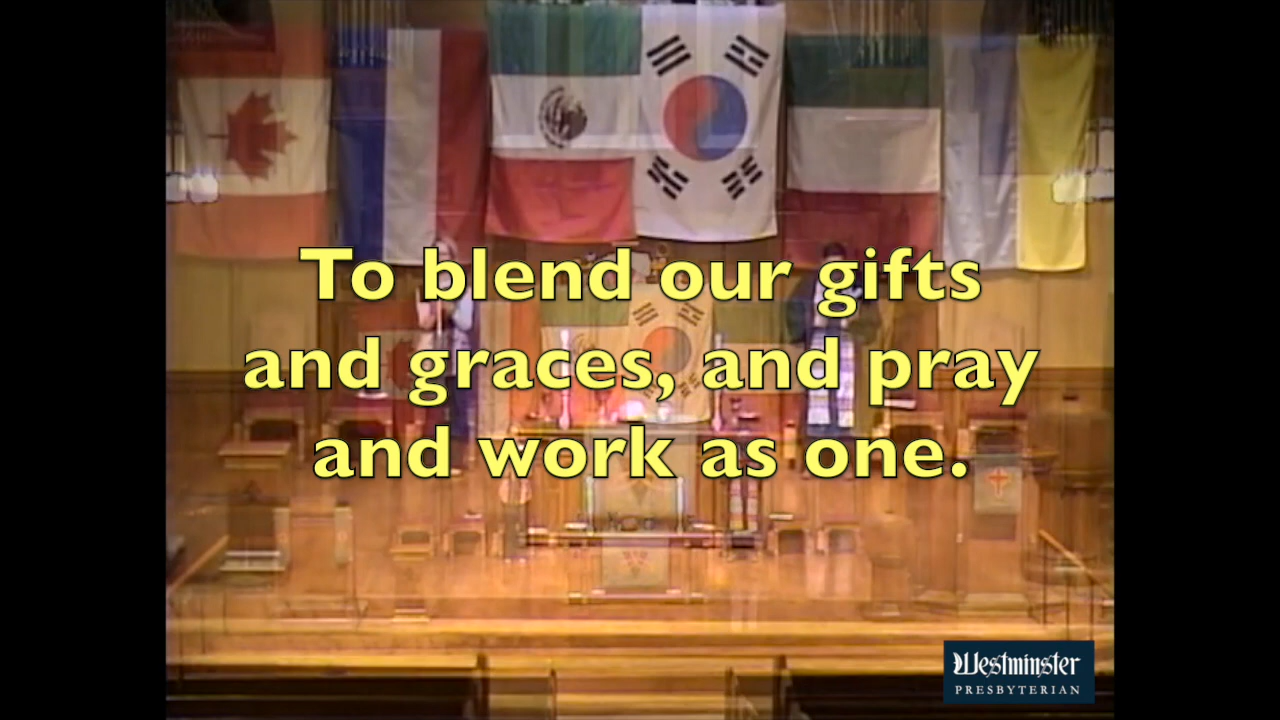 To blend our gifts
and graces, and pray
and work as one.
Westminster
PRESBYTERIAN